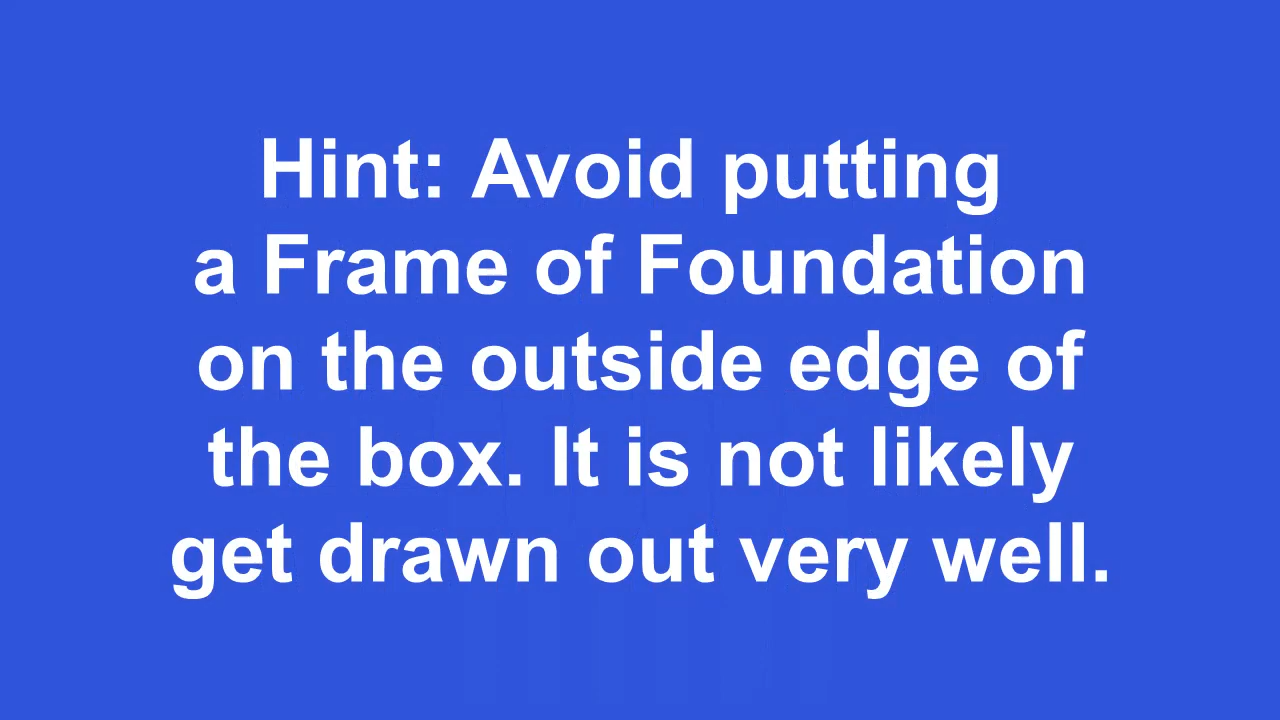 Hint: Avoid putting
a Frame of Foundation
on the outside edge of
the box. It is not likely
get drawn out very well.